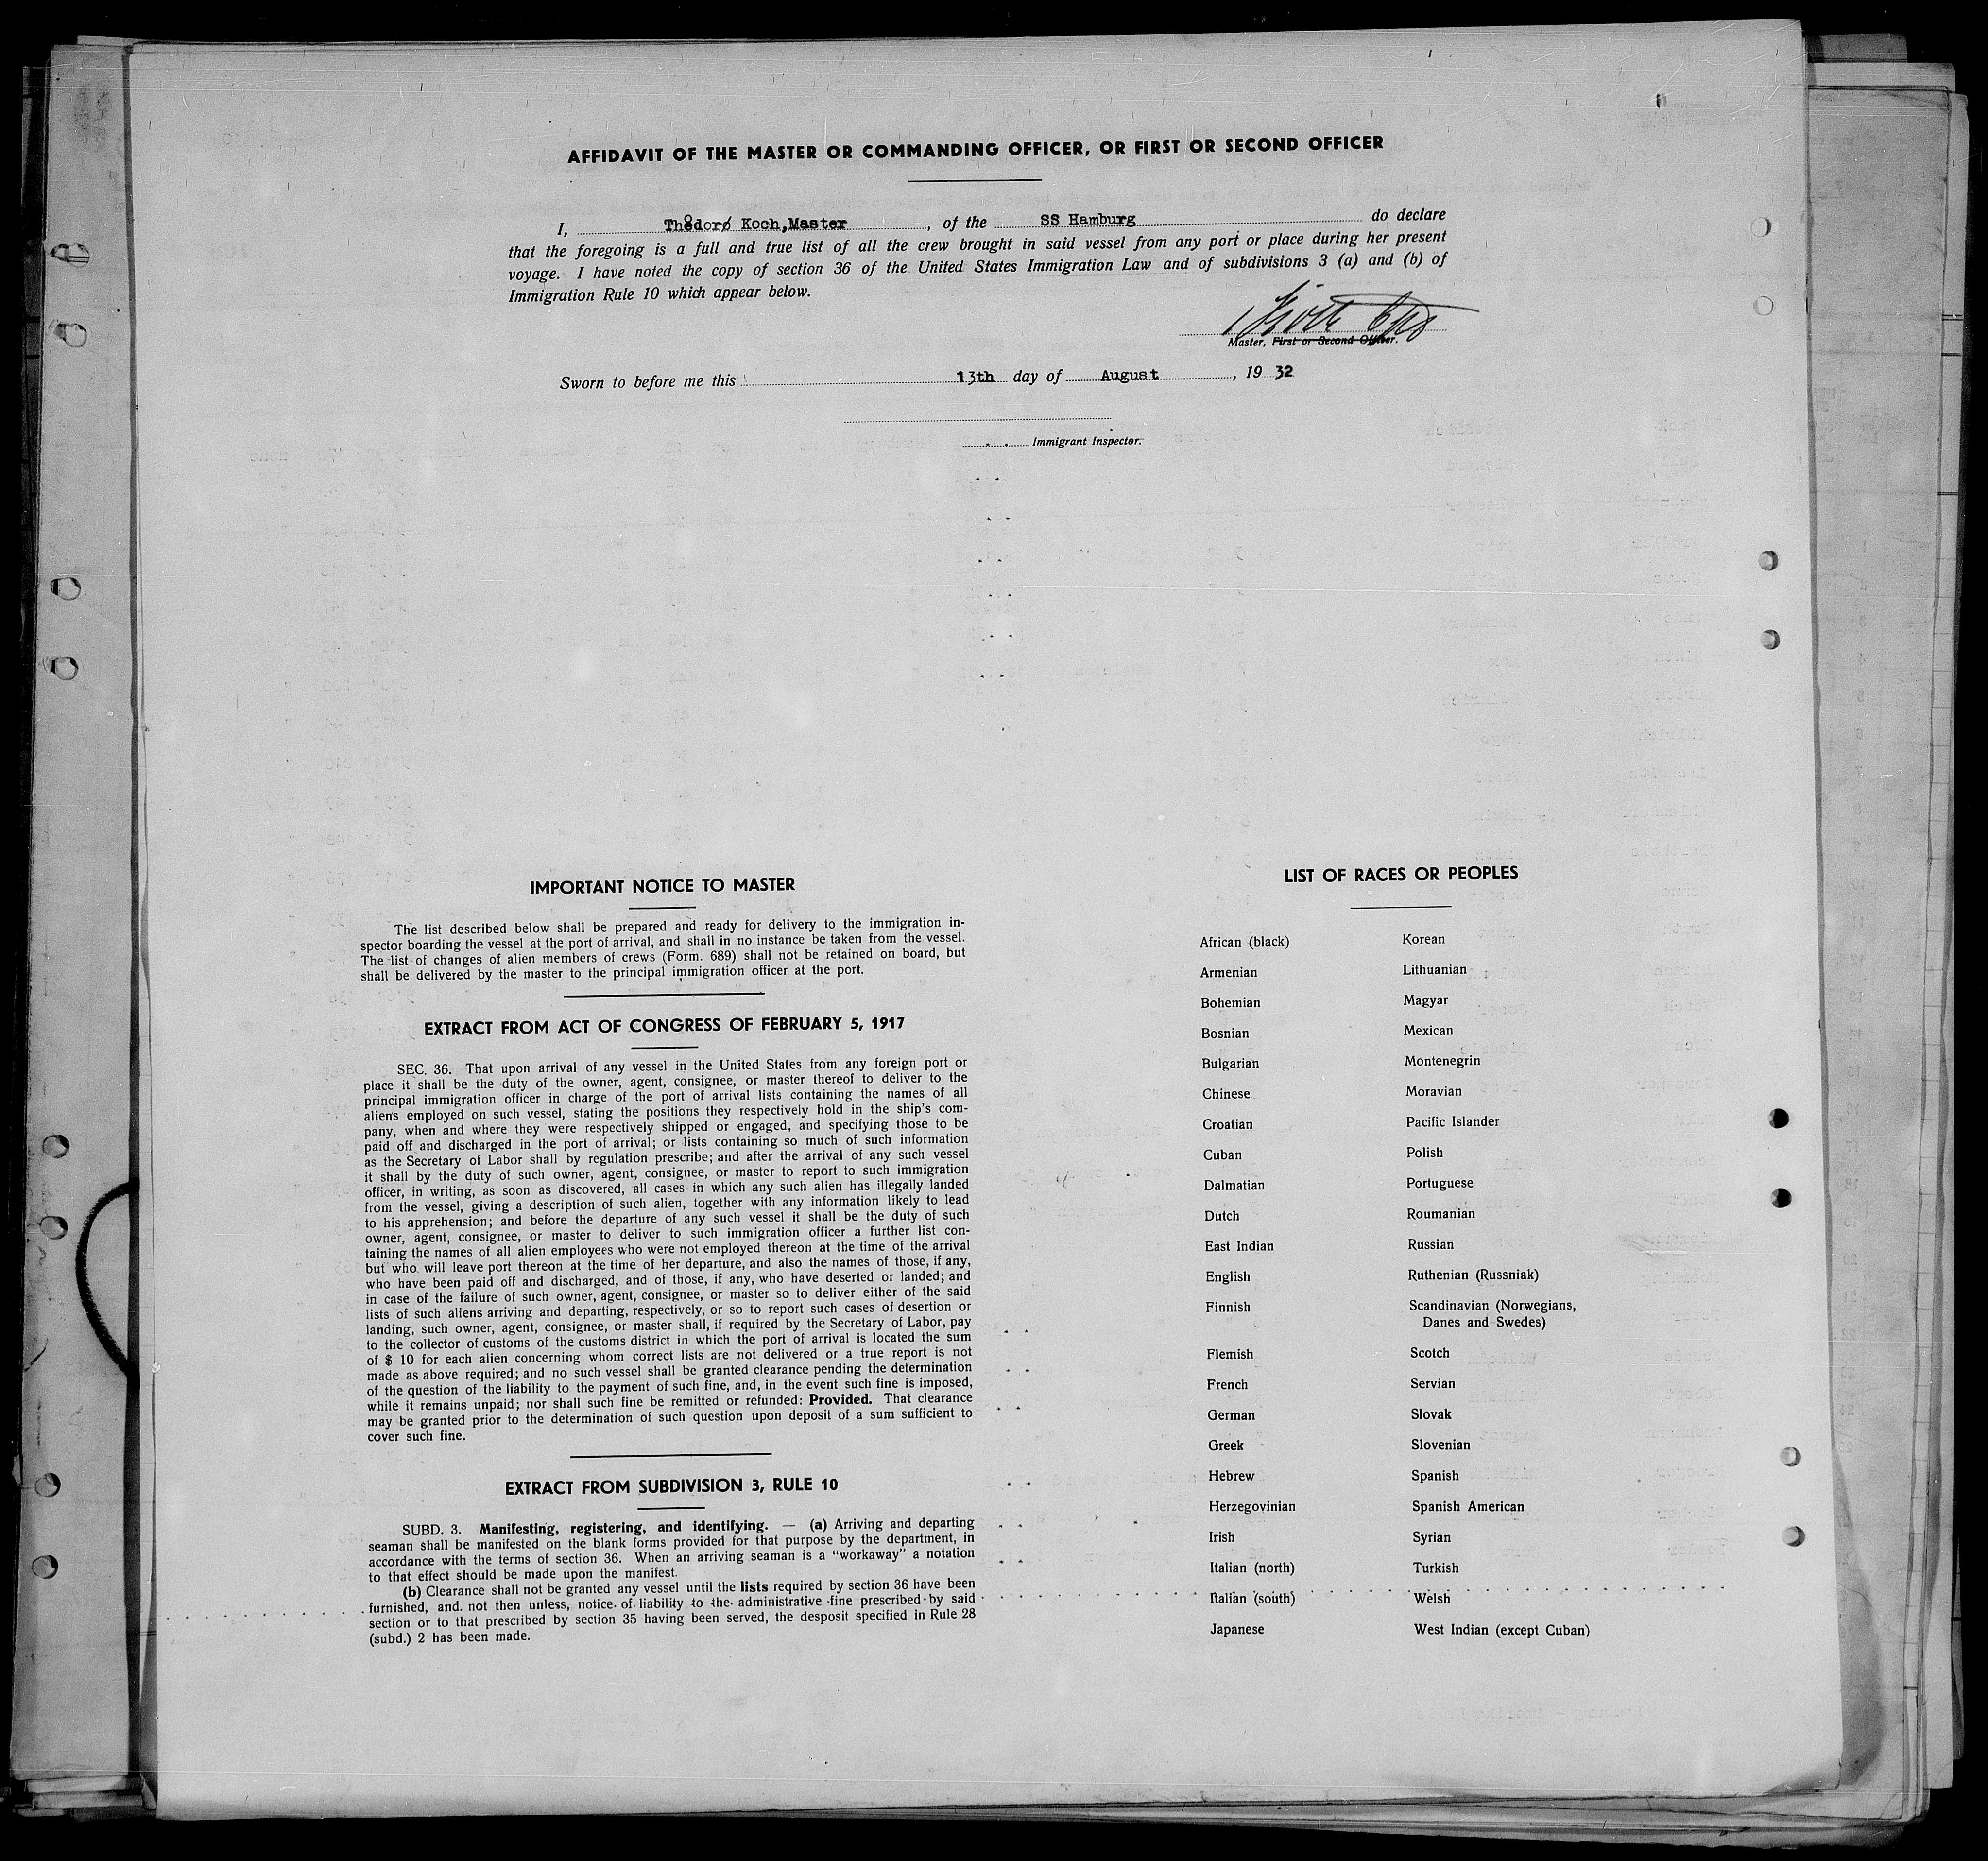 AFFIDAVIT OF THE MASTER OR COMMANDING OFFICER, OR FIRST OR SECOND OFFICER
I, Theodor Koch,Master, of the SS Hamburg do declare
that the foregoing is a full and true list of all the crew brought in said vessel from any port or place during her present
voyage. I have noted the copy of section 36 of the United States Immigration Law and of subdivisions 3 (a) and (b) of
Immigration Rule 10 which appear below.
Master, First or Second Officer.
Sworn to before me this 13th day of August, 19 32
Immigrant Inspector.
IMPORTANT NOTICE TO MASTER
The list described below shall be prepared and ready for delivery to the immigration in-
spector boarding the vessel at the port of arrival, and shall in no instance be taken from the vessel.
The list of changes of alien members of crews (Form. 689) shall not be retained on board, but
shall be delivered by the master to the principal immigration officer at the port.
EXTRACT FROM ACT OF CONGRESS OF FEBRUARY 5, 1917
SEC. 36. That upon arrival of any vessel in the United States from any foreign port or
place it shall be the duty of the owner, agent, consignee, or master thereof to deliver to the
principal immigration officer in charge of the port of arrival lists containing the names of all
aliens employed on such vessel, stating the positions they respectively hold in the ship's com-
pany, when and where they were respectively shipped or engaged, and specifying those to be
paid off and discharged in the port of arrival; or lists containing so much of such information
as the Secretary of Labor shall by regulation prescribe; and after the arrival of any such vessel
it shall by the duty of such owner, agent, consignee, or master to report to such immigration
officer, in writing, as soon as discovered, all cases in which any such alien has illegally landed
from the vessel, giving a description of such alien, together with any information likely to lead
to his apprehension; and before the departure of any such vessel it shall be the duty of such
owner, agent, consignee, or master to deliver to such immigration officer a further list con-
taining the names of all alien employees who were not employed thereon at the time of the arrival
but who will leave port thereon at the time of her departure, and also the names of those, if any,
who have been paid off and discharged, and of those, if any, who have deserted or landed; and
in case of the failure of such owner, agent, consignee, or master so to deliver either of the said
lists of such aliens arriving and departing, respectively, or so to report such cases of desertion or
landing, such owner, agent, consignee, or master shall, if required by the Secretary of Labor, pay
to the collector of customs of the customs district in which the port of arrival is located the sum
of $ 10 for each alien concerning whom correct lists are not delivered or a true report is not
made as above required; and no such vessel shall be granted clearance pending the determination
of the question of the liability to the payment of such fine, and, in the event such fine is imposed,
while it remains unpaid; nor shall such fine be remitted or refunded: Provided. That clearance
may be granted prior to the determination of such question upon deposit of a sum sufficient to
cover such fine.
EXTRACT FROM SUBDIVISION 3, RULE 10
SUBD. 3. Manifesting, registering, and identifying. — (a) Arriving and departing
seaman shall be manifested on the blank forms provided for that purpose by the department, in
accordance with the terms of section 36. When an arriving seaman is a "workaway" a notation
to that effect should be made upon the manifest.
(b) Clearance shall not be granted any vessel until the lists required by section 36 have been
furnished, and not then unless, notice of liability to the administrative fine prescribed by said
section or to that prescribed by section 35 having been served, the desposit specified in Rule 28
(subd.) 2 has been made.
LIST OF RACES OR PEOPLES
African (black) Korean
Armenian Lithuanian
Bohemian Magyar
Bosnian Mexican
Bulgarian Montenegrin
Chinese Moravian
Croatian Pacific Islander
Cuban Polish
Dalmatian Portuguese
Dutch Roumanian
East Indian Russian
English Ruthenian (Russniak)
Finnish Scandinavian (Norwegians,
Danes and Swedes)
Flemish Scotch
French Servian
German Slovak
Greek Slovenian
Hebrew Spanish
Herzegovinian Spanish American
Irish Syrian
Italian (north) Turkish
Italian (south) Welsh
Japanese West Indian (except Cuban)